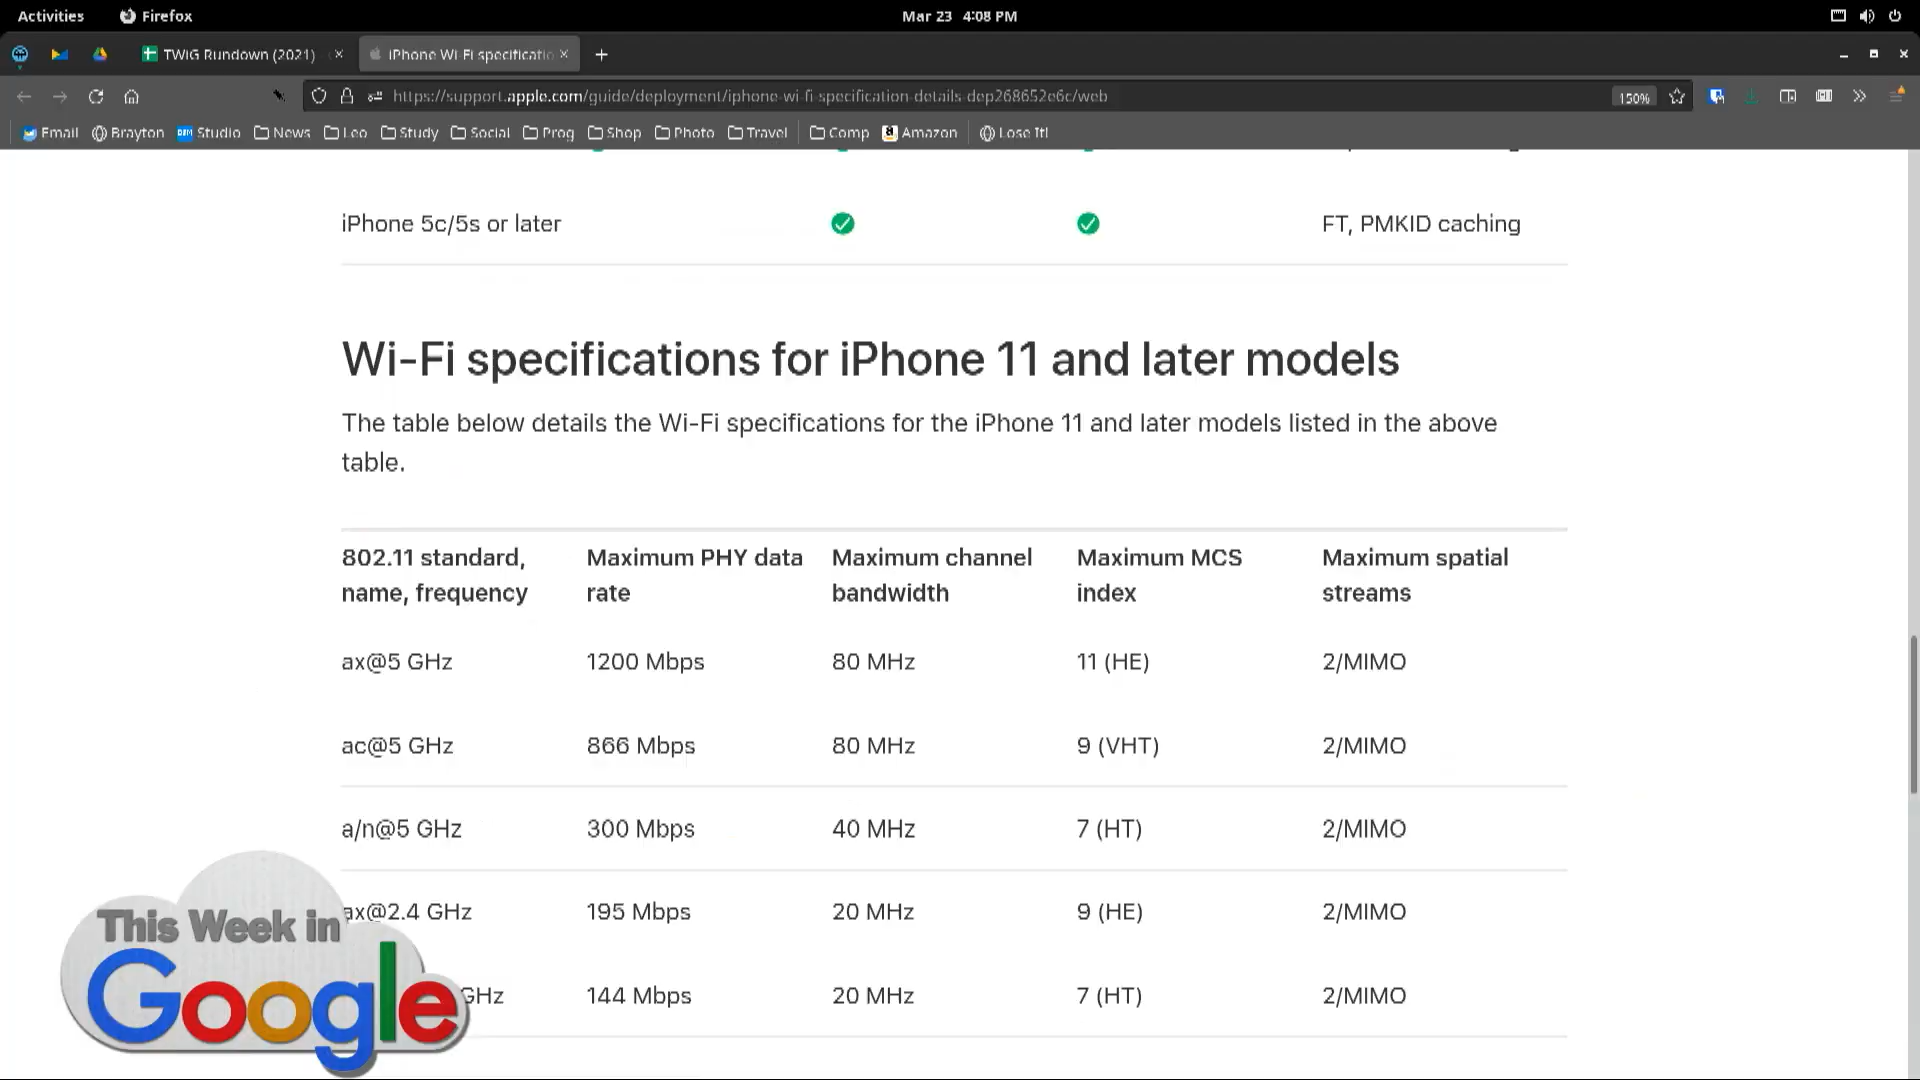 Activities
Firefox
Mar 23 4:08 PM
TWiG Rundown (2021)
iPhone Wi-Fi specificatio
https://support.apple.com/guide/deployment/iphone-wi-fi-specification-details-dep268652e6c/web
150%
Email
Brayton
Studio
News
Leo
Study
Social
Prog
Shop
Photo
Travel
Comp
Amazon
Lose It!
iPhone 5c/5s or later FT, PMKID caching
Wi-Fi specifications for iPhone 11 and later models
The table below details the Wi-Fi specifications for the iPhone 11 and later models listed in the above
table.
802.11 standard, Maximum PHY data Maximum channel Maximum MCS Maximum spatial
name, frequency rate bandwidth index streams
ax@5 GHz 1200 Mbps 80 MHz 11 (HE) 2/MIMO
ac@5 GHz 866 Mbps 80 MHz 9 (VHT) 2/MIMO
a/n@5 GHz 300 Mbps 40 MHz 7 (HT) 2/MIMO
ax@2.4 GHz 195 Mbps 20 MHz 9 (HE) 2/MIMO
GHz 144 Mbps 20 MHz 7 (HT) 2/MIMO
This Week in
Google